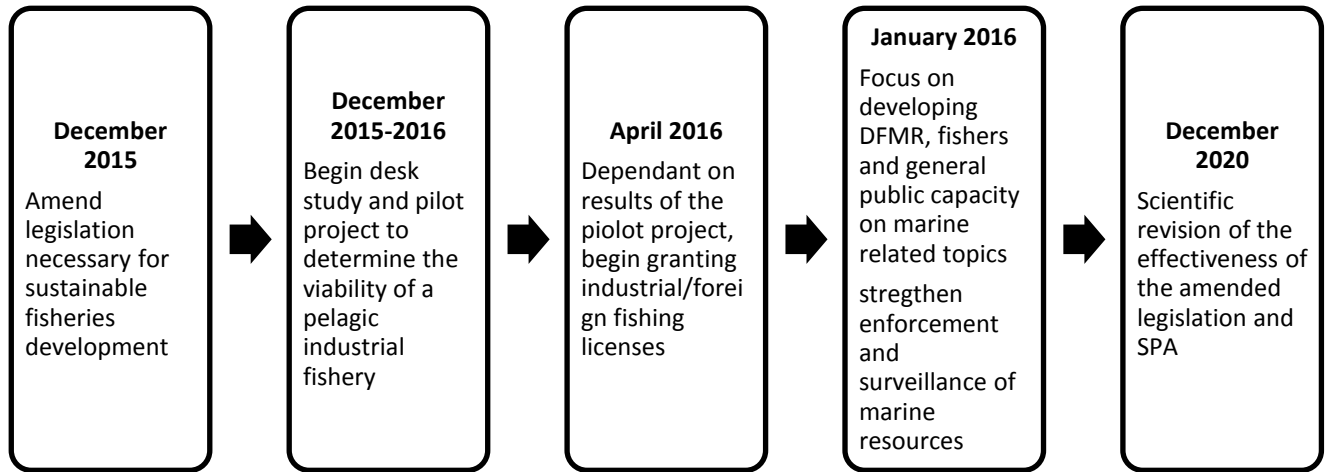 December
2015
Amend
legislation
necessary for
sustainable
fisheries
development
December
2015-2016
Begin desk
study and pilot
project to
determine the
viability of a
pelagic
industrial
fishery
April 2016
Dependant on
results of the
piolot project,
begin granting
industrial/forei
gn fishing
licenses
January 2016
Focus on
developing
DFMR, fishers
and general
public capacity
on marine
related topics
stregthen
enforcement
and
surveillance of
marine
resources
December
2020
Scientific
revision of the
effectiveness of
the amended
legislation and
SPA